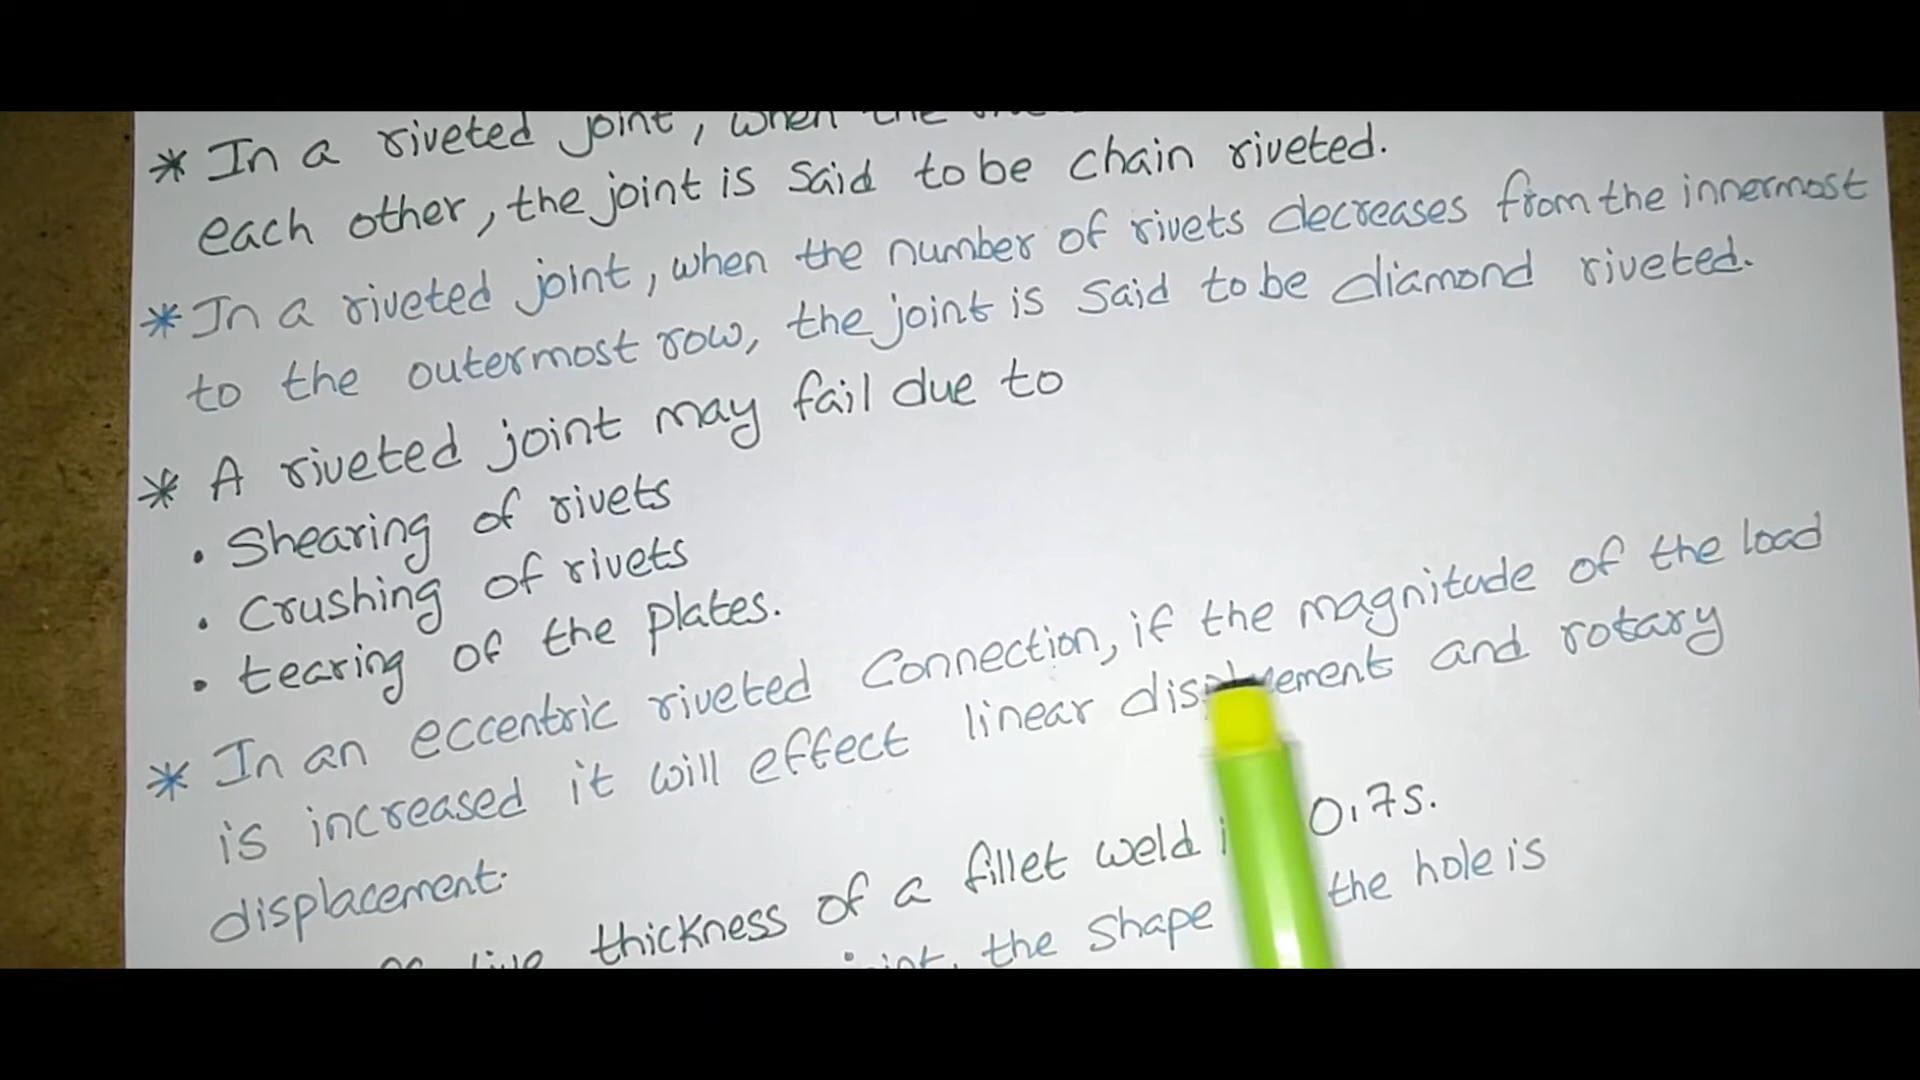 * In a riveted joint, when the
each other, the joint is said to be chain riveted.
* In a riveted joint, when the number of rivets decreases from the innermost
to the outermost row, the joint is said to be diamond riveted.
* A riveted joint may fail due to
• Shearing of rivets
• Crushing of rivets
• tearing of the plates.
* In an eccentric riveted Connection, if the magnitude of the load
is increased it will effect linear and rotary
displacement.
thickness of a fillet weld 0.7s.
the shape the hole is